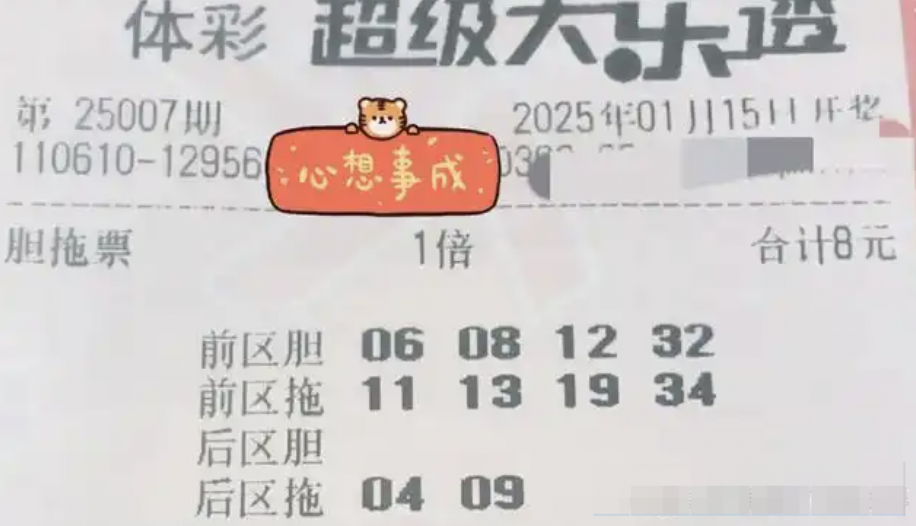 体彩 超级大乐透
第 25007期 2025年01月15日开奖
110610-12956
心想事成
胆拖票 1倍 合计8元
前区胆 06 08 12 32
前区拖 11 13 19 34
后区胆
后区拖 04 09